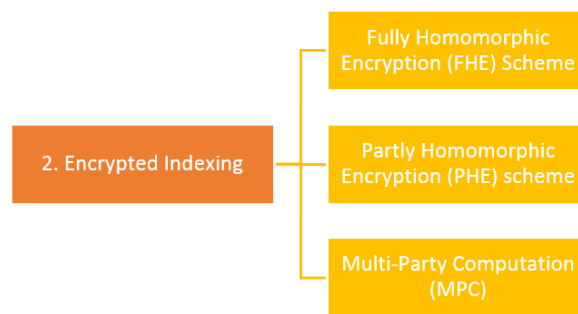 Fully Homomorphic
Encryption (FHE) Scheme
2. Encrypted Indexing
Partly Homomorphic
Encryption (PHE) scheme
Multi-Party Computation
(MPC)